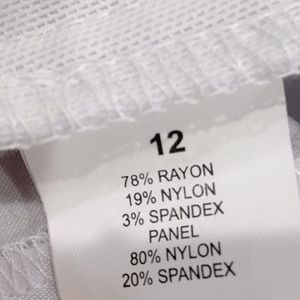 12
78% RAYON
19% NYLON
3% SPANDEX
PANEL
80% NYLON
20% SPANDEX